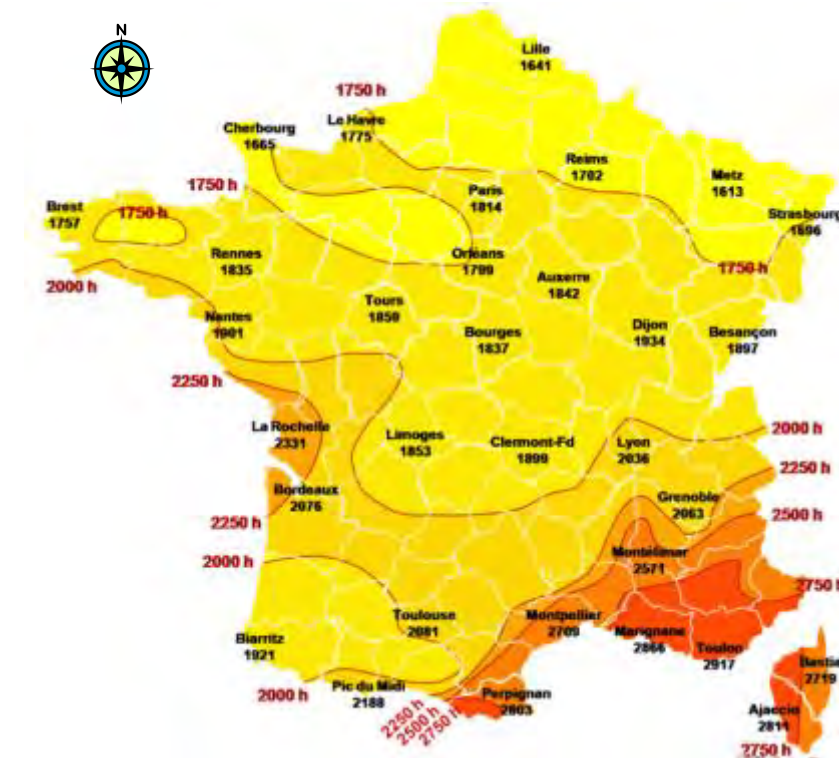 N
Lille
1641
1750 h
Le Havre
1775
Cherbourg
1665
Reims
1702
Metz
1613
1750 h
Paris
1814
Strasbourg
1696
Brest
1757
1750 h
Rennes
1835
Orléans
1799
1750 h
2000 h
Auxerre
1842
Tours
1850
Nantes
1901
Bourges
1837
Dijon
1934
Besançon
1897
2250 h
La Rochelle
2331
Limoges
1853
Clermont-Fd
1899
Lyon
2036
2000 h
2250 h
Bordeaux
2076
Grenoble
2063
2250 h
2500 h
2000 h
Montélimar
2571
2750 h
Toulouse
2081
Montpellier
2709
Marignane
2866
Biarritz
1921
Toulon
2917
Bastia
2719
2000 h
Pic du Midi
2188
Perpignan
2603
2250 h
2500 h
2750 h
Ajaccio
2811
2750 h